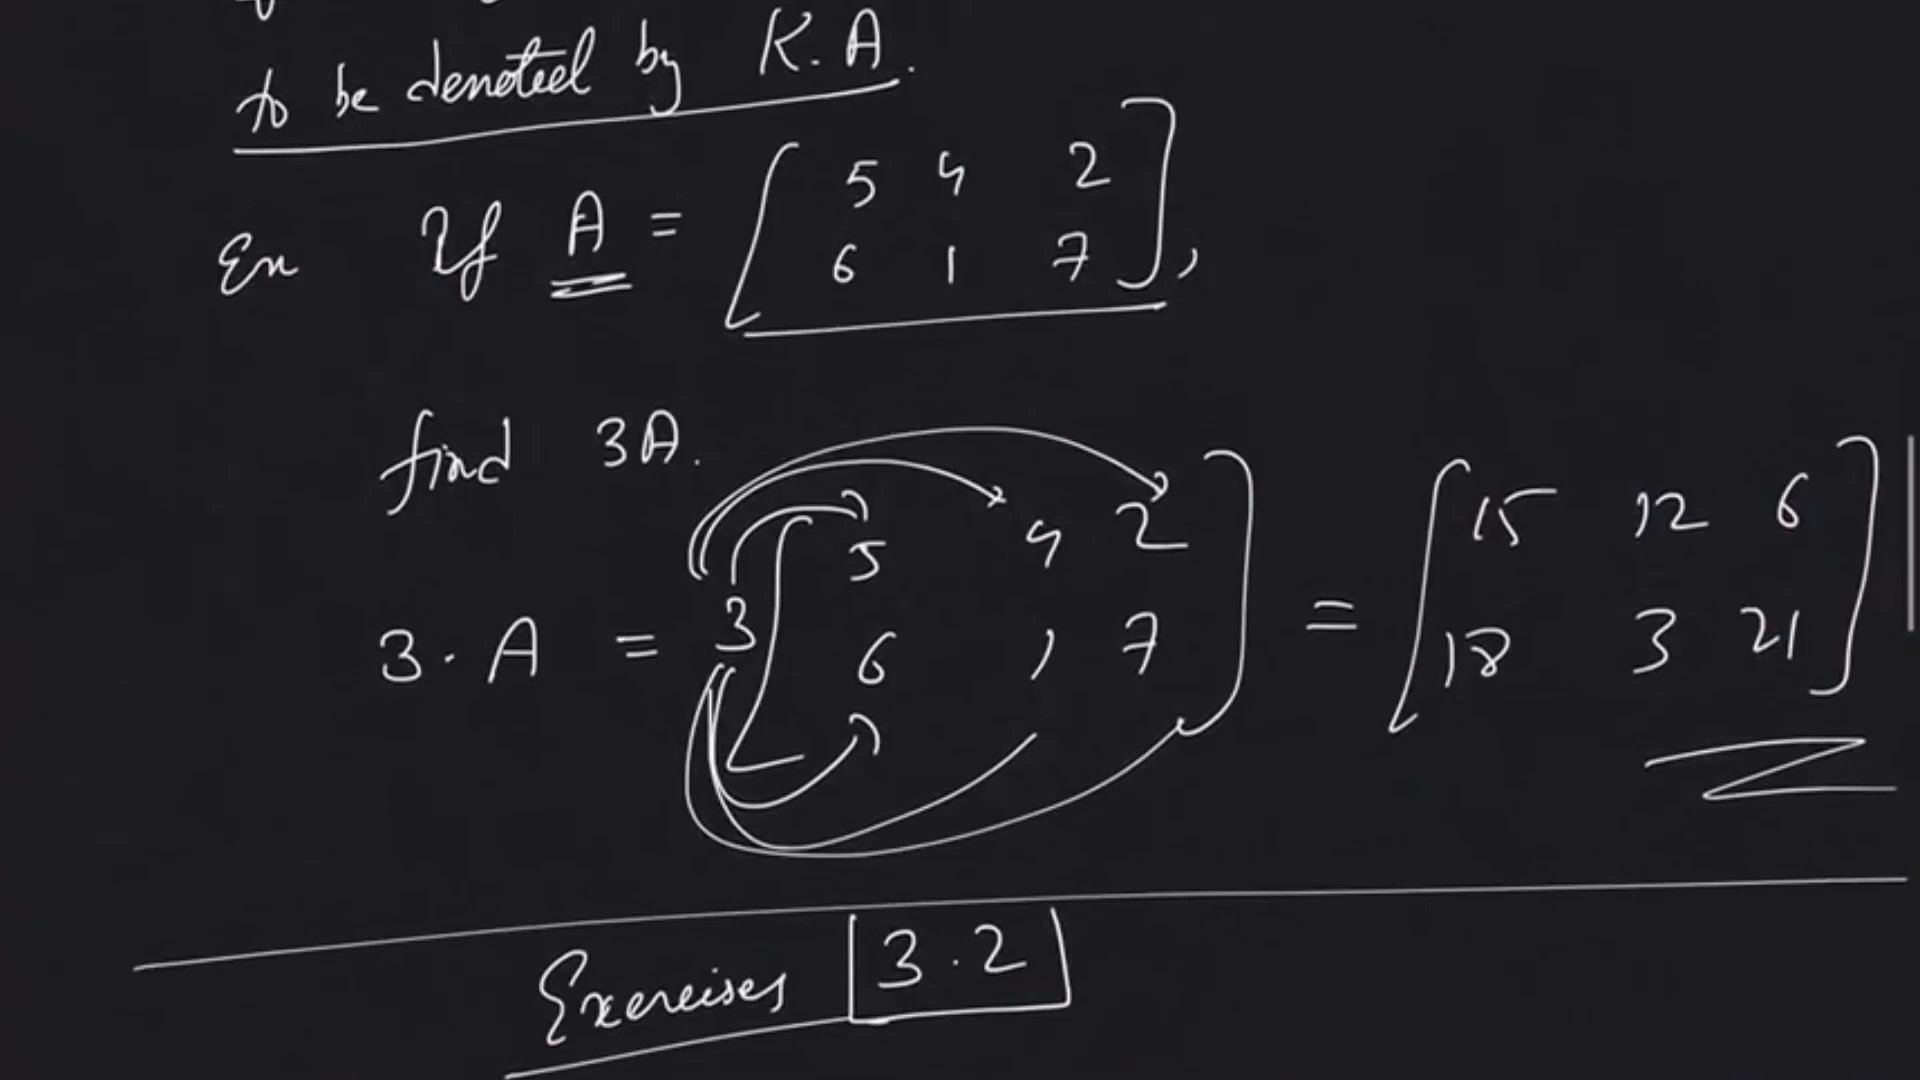 to be denoted by K.A.
Ex If A = [ 5 4 2
6 1 7 ],
find 3A.
3.A = 3 [ 5 4 2
6 1 7 ] = [ 15 12 6
18 3 21 ]
Exercises 3.2